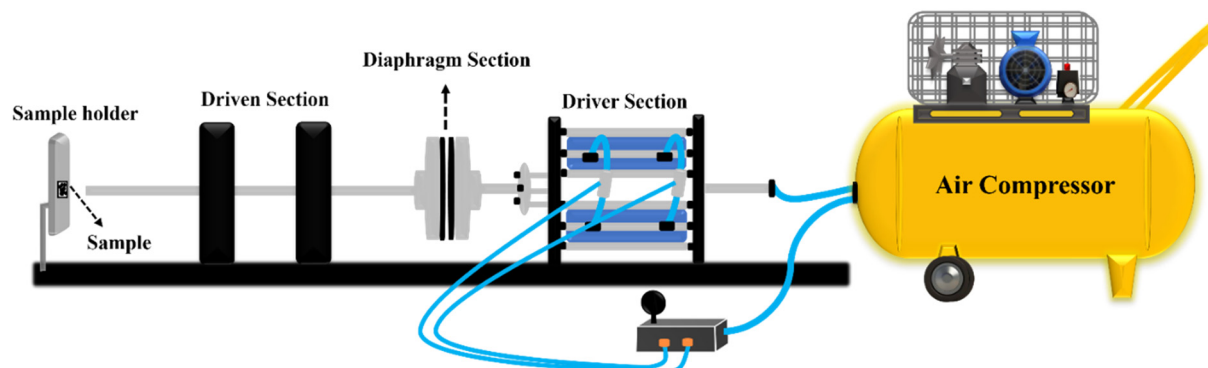 Diaphragm Section
Driven Section
Driver Section
Sample holder
Air Compressor
Sample